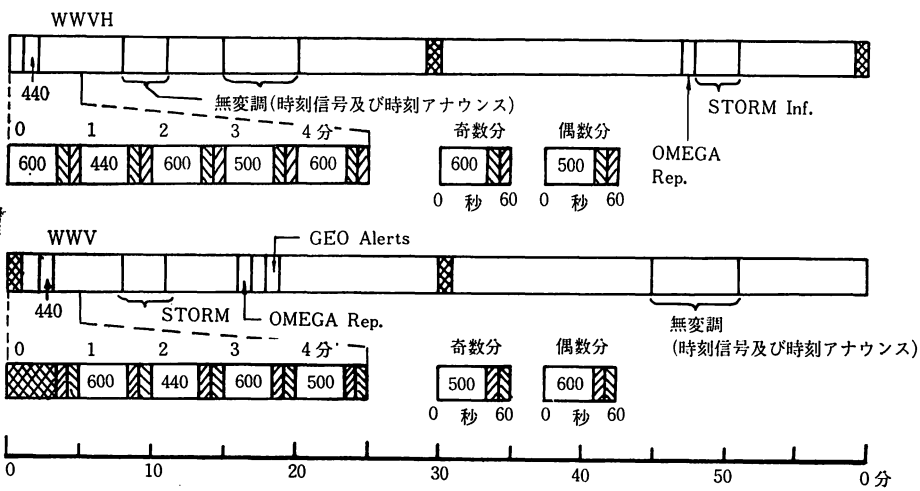 WWVH
440
無変調(時刻信号及び時刻アナウンス)
STORM Inf.
OMEGA
Rep.
0 1 2 3 4分
600 440 600 500 600
奇数分 偶数分
600 500
0 秒 60 0 秒 60
WWV
GEO Alerts
440
STORM
OMEGA Rep.
無変調
(時刻信号及び時刻アナウンス)
0 1 2 3 4分
600 440 600 500
奇数分 偶数分
500 600
0 秒 60 0 秒 60
0 10 20 30 40 50 0分